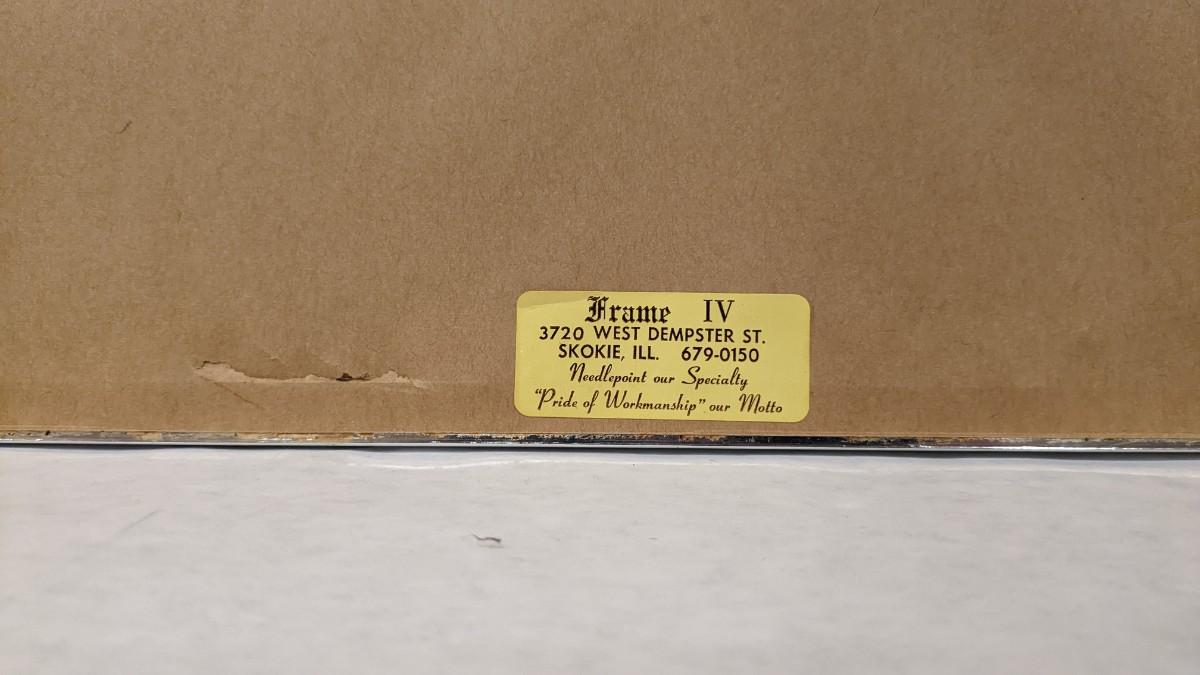 Frame IV
3720 WEST DEMPSTER ST.
SKOKIE, ILL. 679-0150
Needlepoint our Specialty
"Pride of Workmanship" our Motto